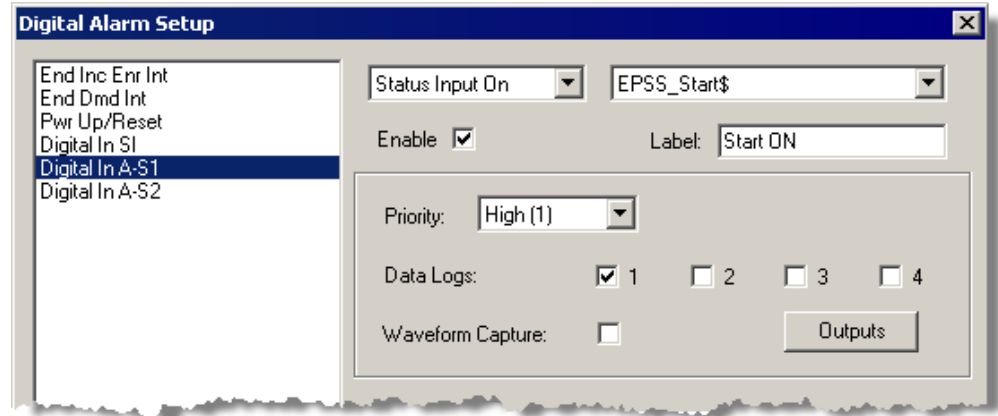 Digital Alarm Setup
End Inc Enr Int
End Dmd Int
Pwr Up/Reset
Digital In SI
Digital In A-S1
Digital In A-S2
Status Input On
EPSS_Start$
Enable
Label: Start ON
Priority: High (1)
Data Logs: 1 2 3 4
Waveform Capture:
Outputs